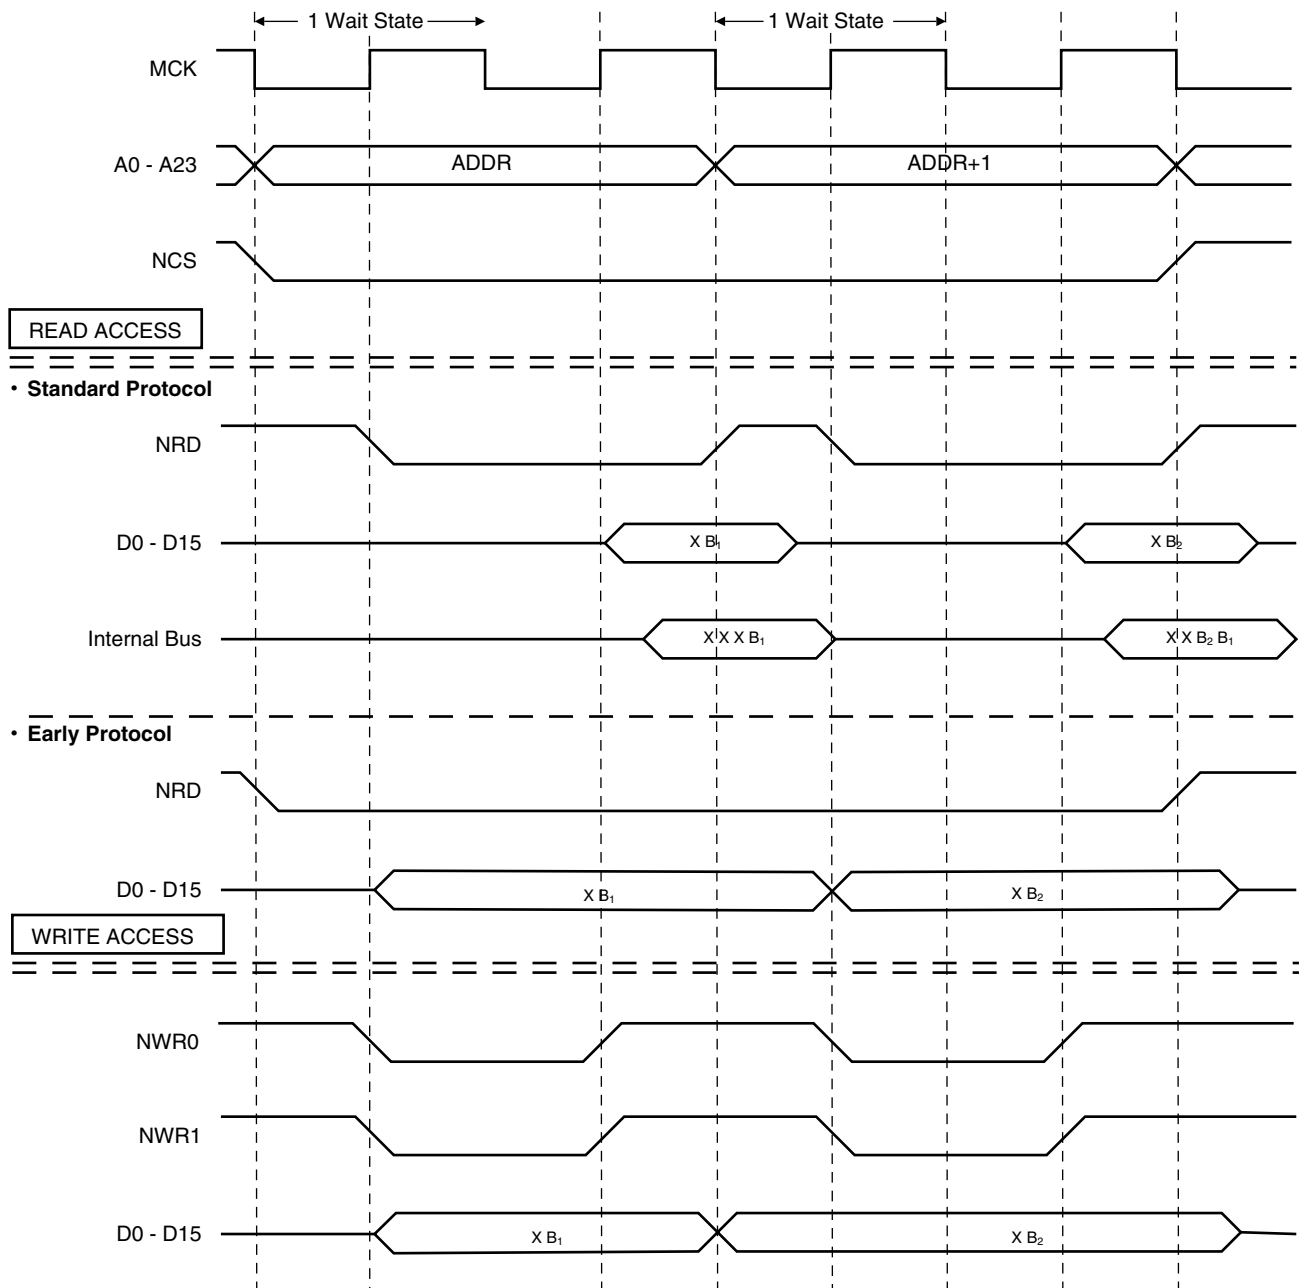 1 Wait State 1 Wait State
MCK
A0 - A23 ADDR ADDR+1
NCS
READ ACCESS
• Standard Protocol
NRD
D0 - D15 X B₁ X B₂
Internal Bus X X X B₁ X X B₂ B₁
• Early Protocol
NRD
D0 - D15 X B₁ X B₂
WRITE ACCESS
NWR0
NWR1
D0 - D15 X B₁ X B₂